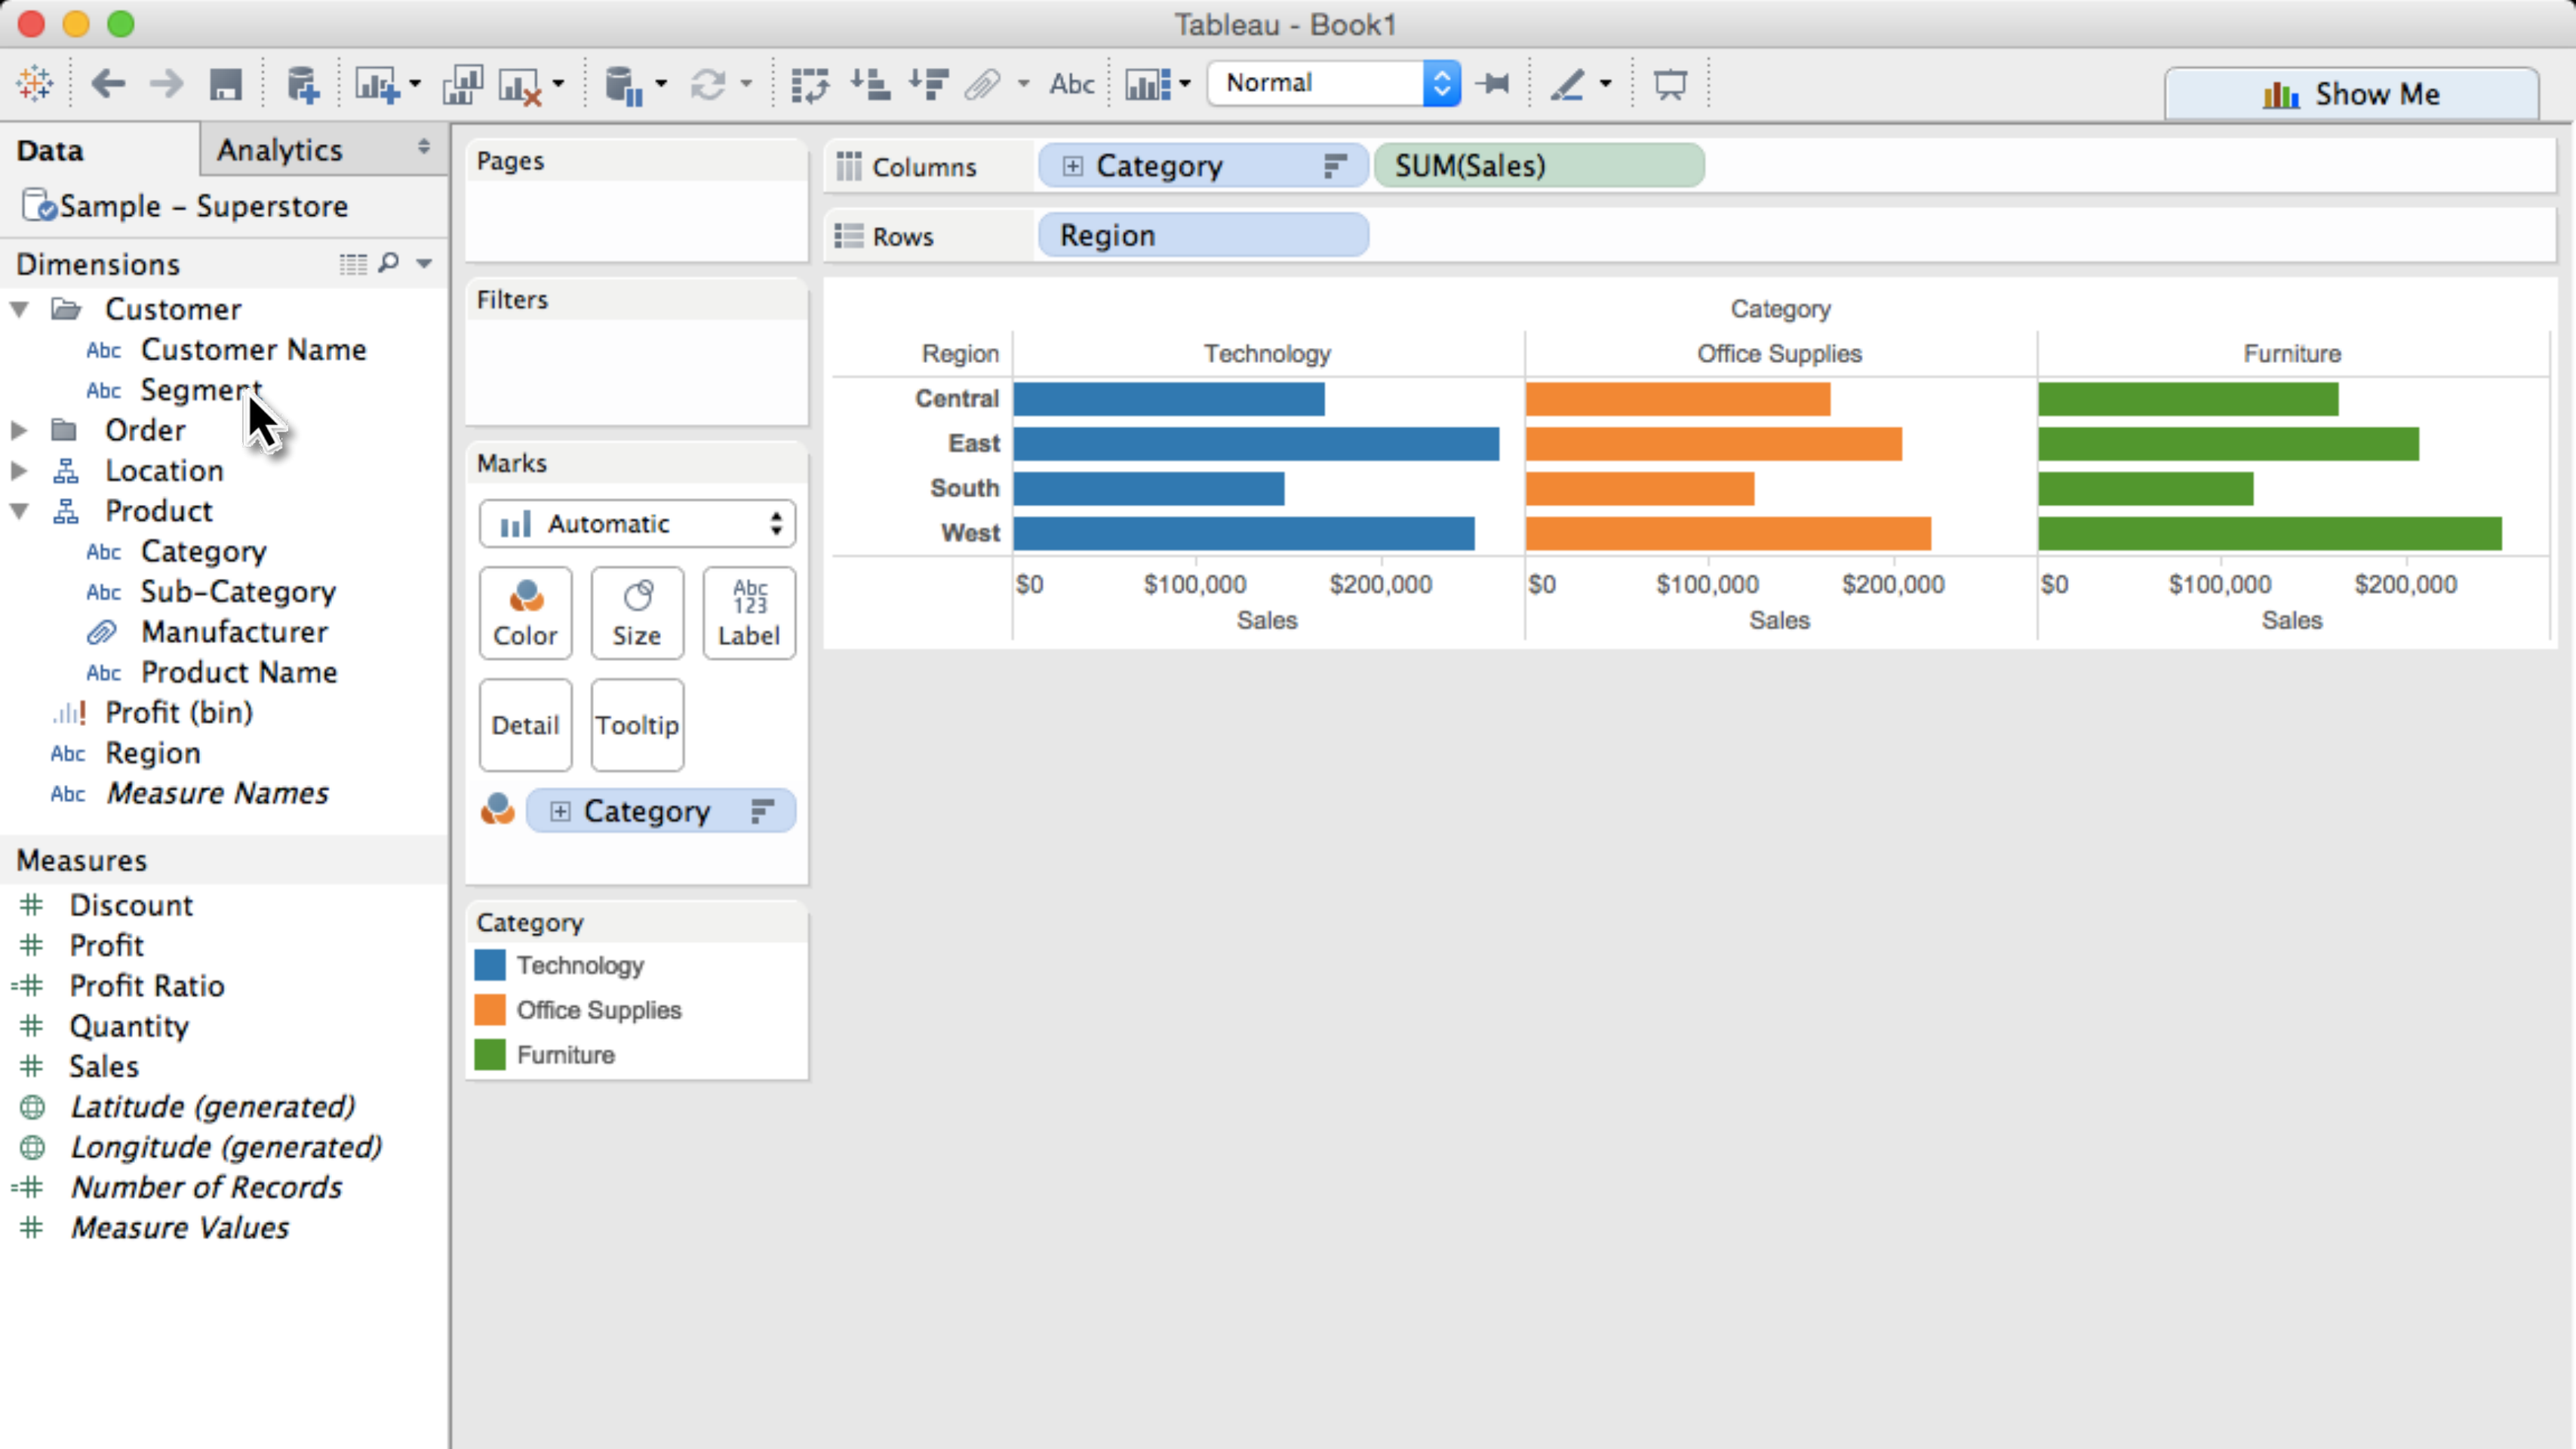 Tableau - Book1
Abc
Normal
Show Me
Data
Analytics
Sample – Superstore
Dimensions
Customer
Abc Customer Name
Abc Segment
Order
Location
Product
Abc Category
Abc Sub-Category
Manufacturer
Abc Product Name
Profit (bin)
Abc Region
Abc Measure Names
Measures
Discount
Profit
Profit Ratio
Quantity
Sales
Latitude (generated)
Longitude (generated)
Number of Records
Measure Values
Pages
Filters
Marks
Automatic
Color
Size
Abc
123
Label
Detail
Tooltip
Category
Category
Technology
Office Supplies
Furniture
Columns Category SUM(Sales)
Rows Region
Category
Region Technology Office Supplies Furniture
Central
East
South
West
$0 $100,000 $200,000 $0 $100,000 $200,000 $0 $100,000 $200,000
Sales Sales Sales